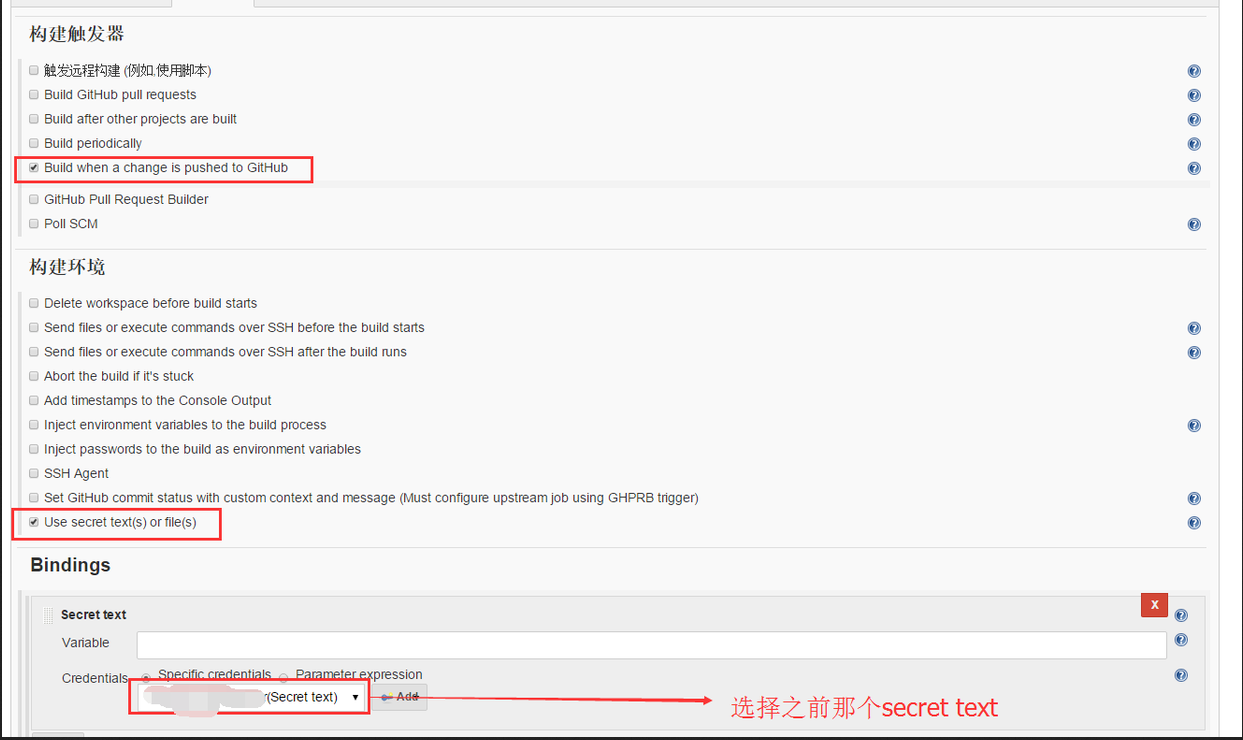 构建触发器
触发远程构建 (例如,使用脚本)
Build GitHub pull requests
Build after other projects are built
Build periodically
Build when a change is pushed to GitHub
GitHub Pull Request Builder
Poll SCM
构建环境
Delete workspace before build starts
Send files or execute commands over SSH before the build starts
Send files or execute commands over SSH after the build runs
Abort the build if it's stuck
Add timestamps to the Console Output
Inject environment variables to the build process
Inject passwords to the build as environment variables
SSH Agent
Set GitHub commit status with custom context and message (Must configure upstream job using GHPRB trigger)
Use secret text(s) or file(s)
Bindings
X
Secret text
Variable
Credentials Specific credentials Parameter expression
(Secret text) Add
选择之前那个secret text